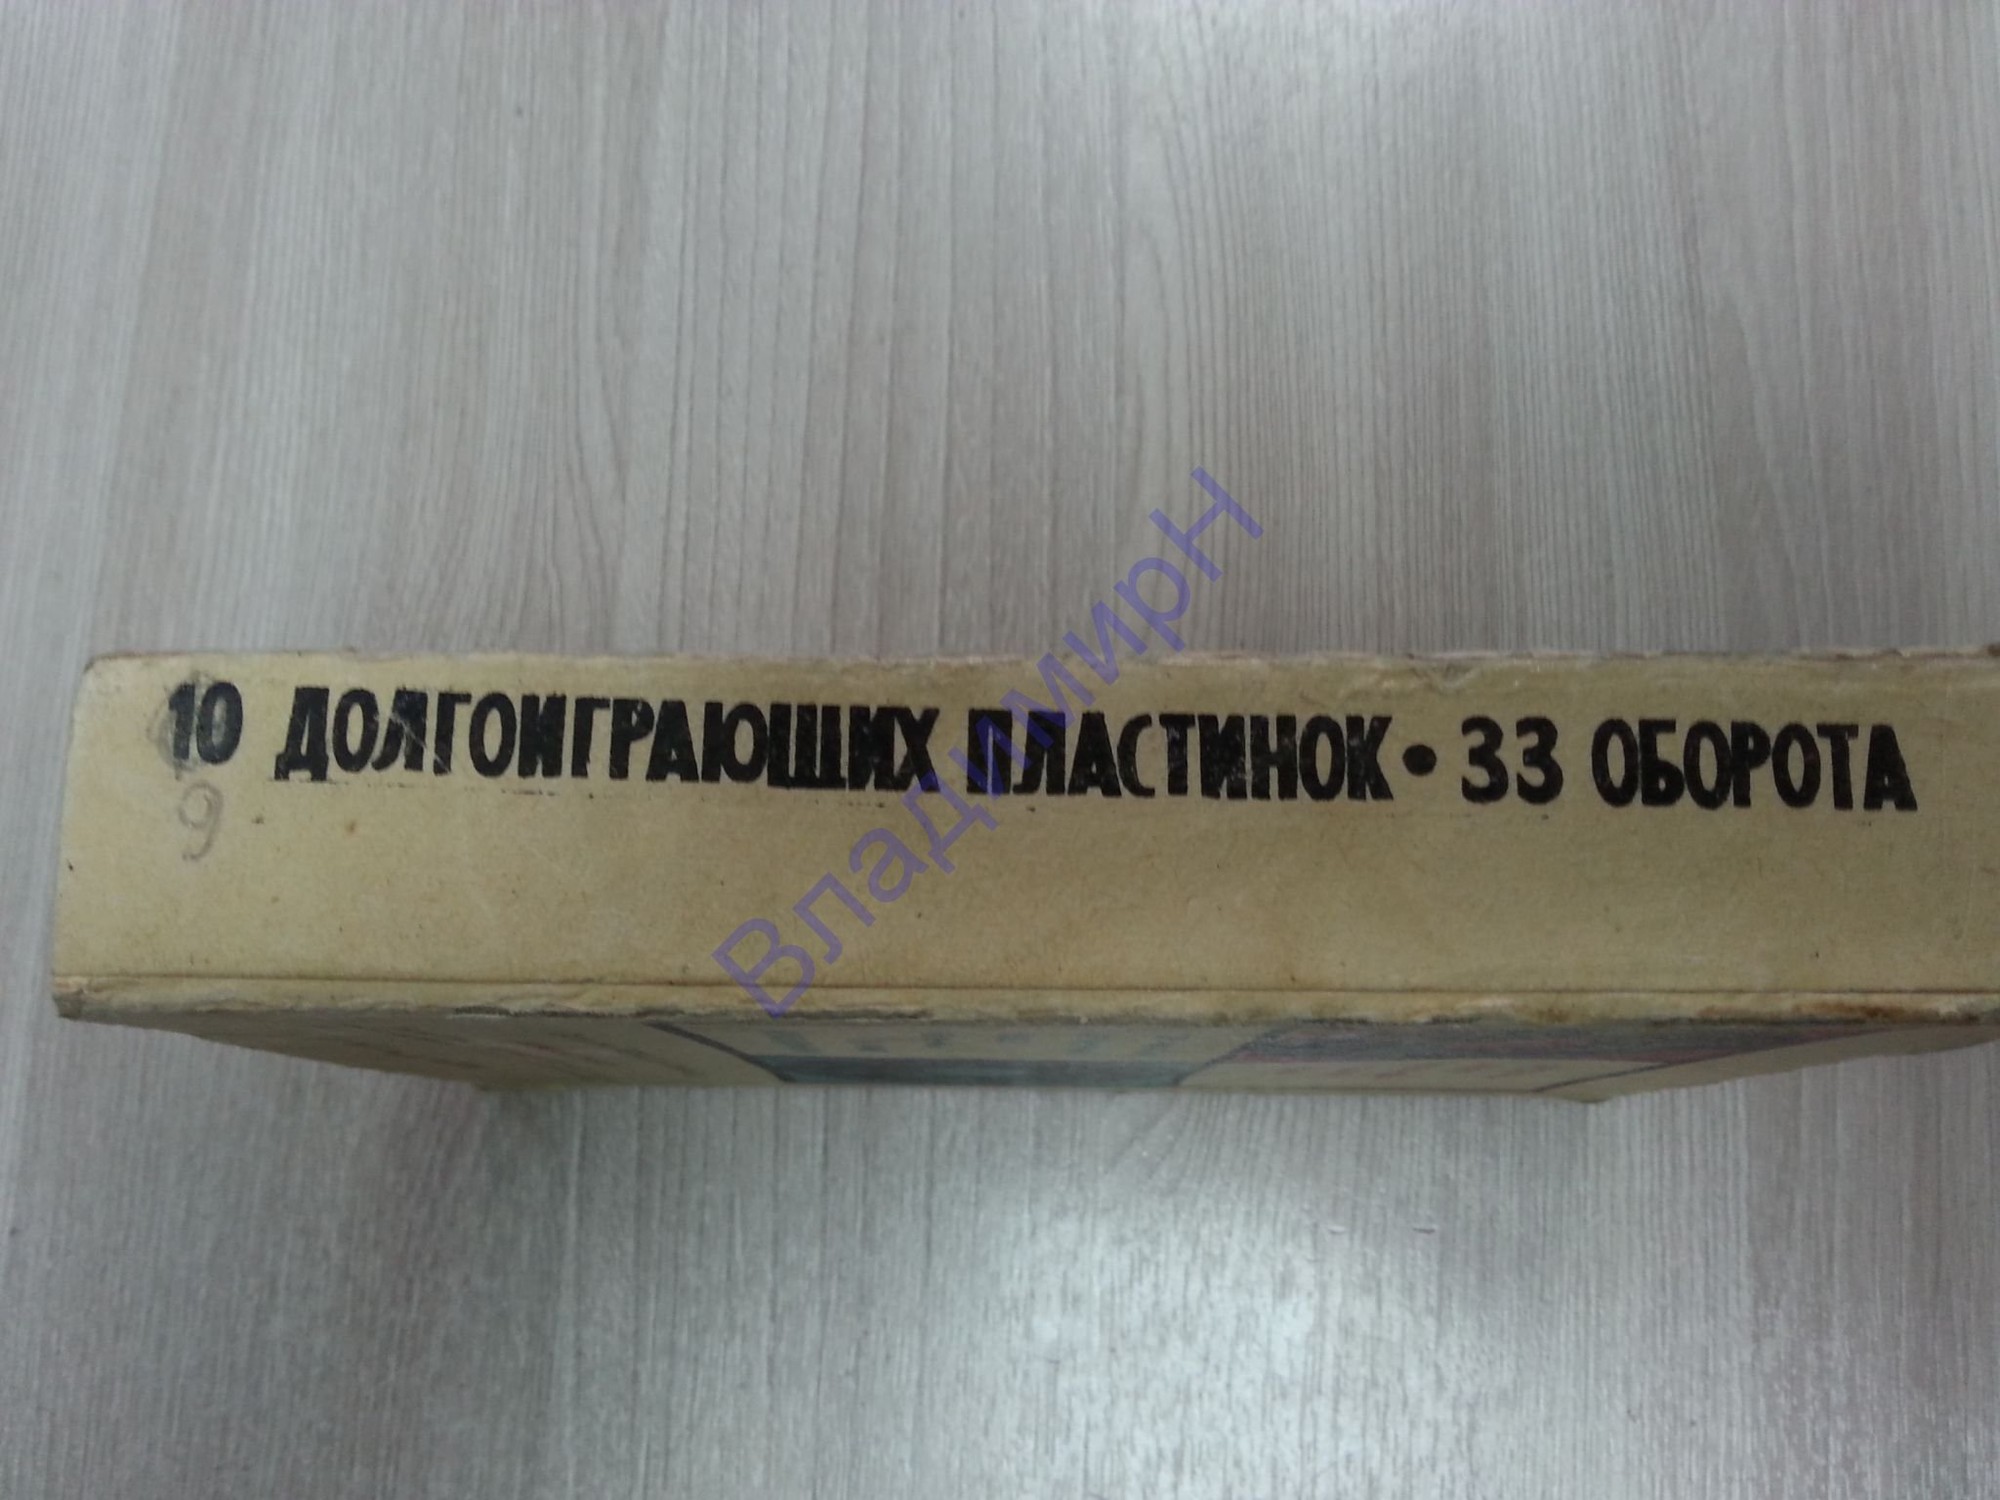 10 ДОЛГОИГРАЮЩИХ ПЛАСТИНОК • 33 ОБОРОТА
9
ВладимирН